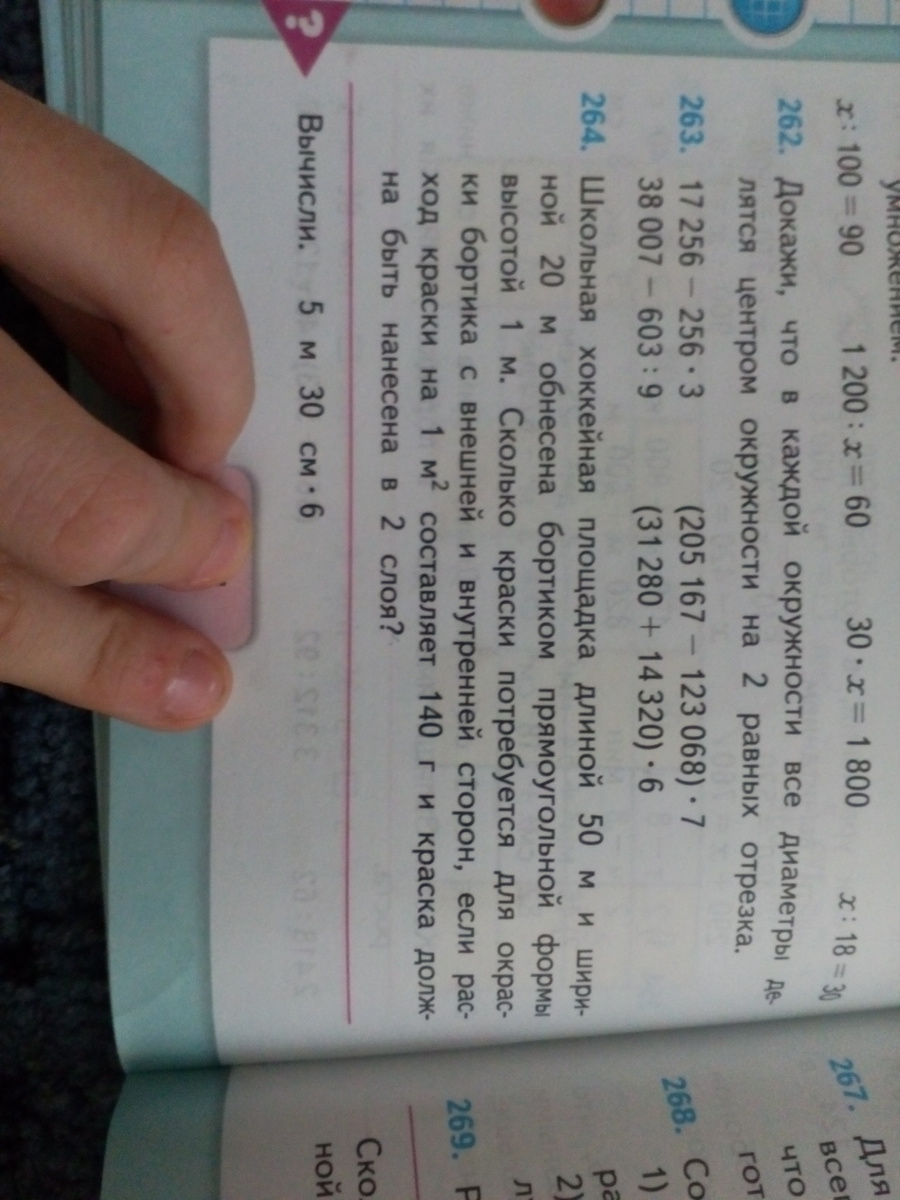 умножением.
x : 100 = 90 1 200 : x = 60 30 · x = 1 800 x : 18 = 30
262. Докажи, что в каждой окружности все диаметры де-
лятся центром окружности на 2 равных отрезка.
263. 17 256 − 256 · 3 (205 167 − 123 068) · 7
38 007 − 603 : 9 (31 280 + 14 320) · 6
264. Школьная хоккейная площадка длиной 50 м и шири-
ной 20 м обнесена бортиком прямоугольной формы
высотой 1 м. Сколько краски потребуется для окрас-
ки бортика с внешней и внутренней сторон, если рас-
ход краски на 1 м² составляет 140 г и краска долж-
на быть нанесена в 2 слоя?
? Вычисли. 5 м 30 см · 6
267. Для
все
что
гот
268. Со
1)
ра
2)
269. Р
Ско
ной